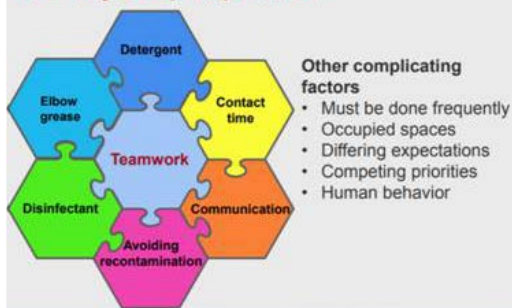 Detergent
Elbow
grease
Contact
time
Teamwork
Disinfectant
Communication
Avoiding
recontamination
Other complicating
factors
• Must be done frequently
• Occupied spaces
• Differing expectations
• Competing priorities
• Human behavior